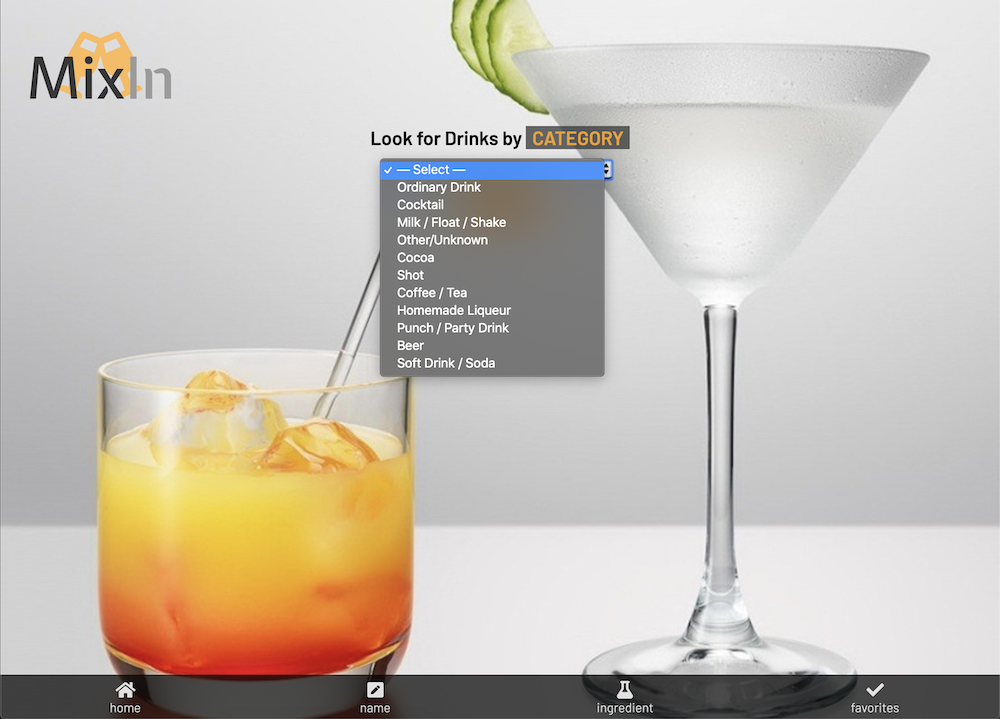 MixIn
Look for Drinks by CATEGORY
— Select —
Ordinary Drink
Cocktail
Milk / Float / Shake
Other/Unknown
Cocoa
Shot
Coffee / Tea
Homemade Liqueur
Punch / Party Drink
Beer
Soft Drink / Soda
home
name
ingredient
favorites